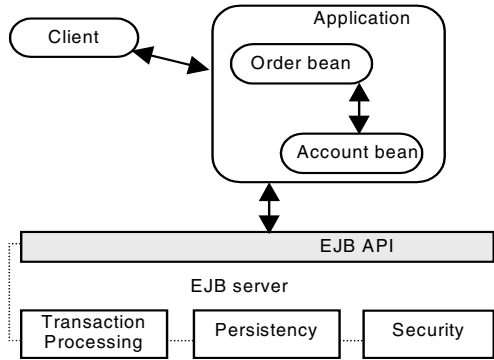 Application
Client
Order bean
Account bean
EJB API
EJB server
Transaction
Processing
Persistency
Security